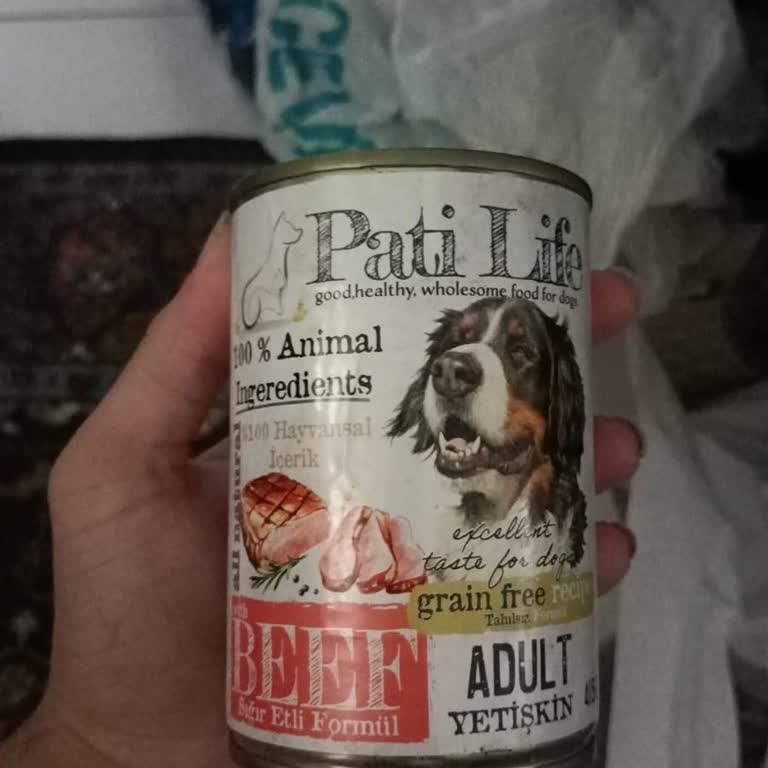 Pati Life
good,healthy, wholesome food for dogs
100 % Animal
Ingeredients
%100 Hayvansal
İçerik
all natural
excellent
taste for dogs
grain free recipe
Tahılsız Formül
with
BEEF
Sığır Etli Formül
ADULT
YETİŞKİN